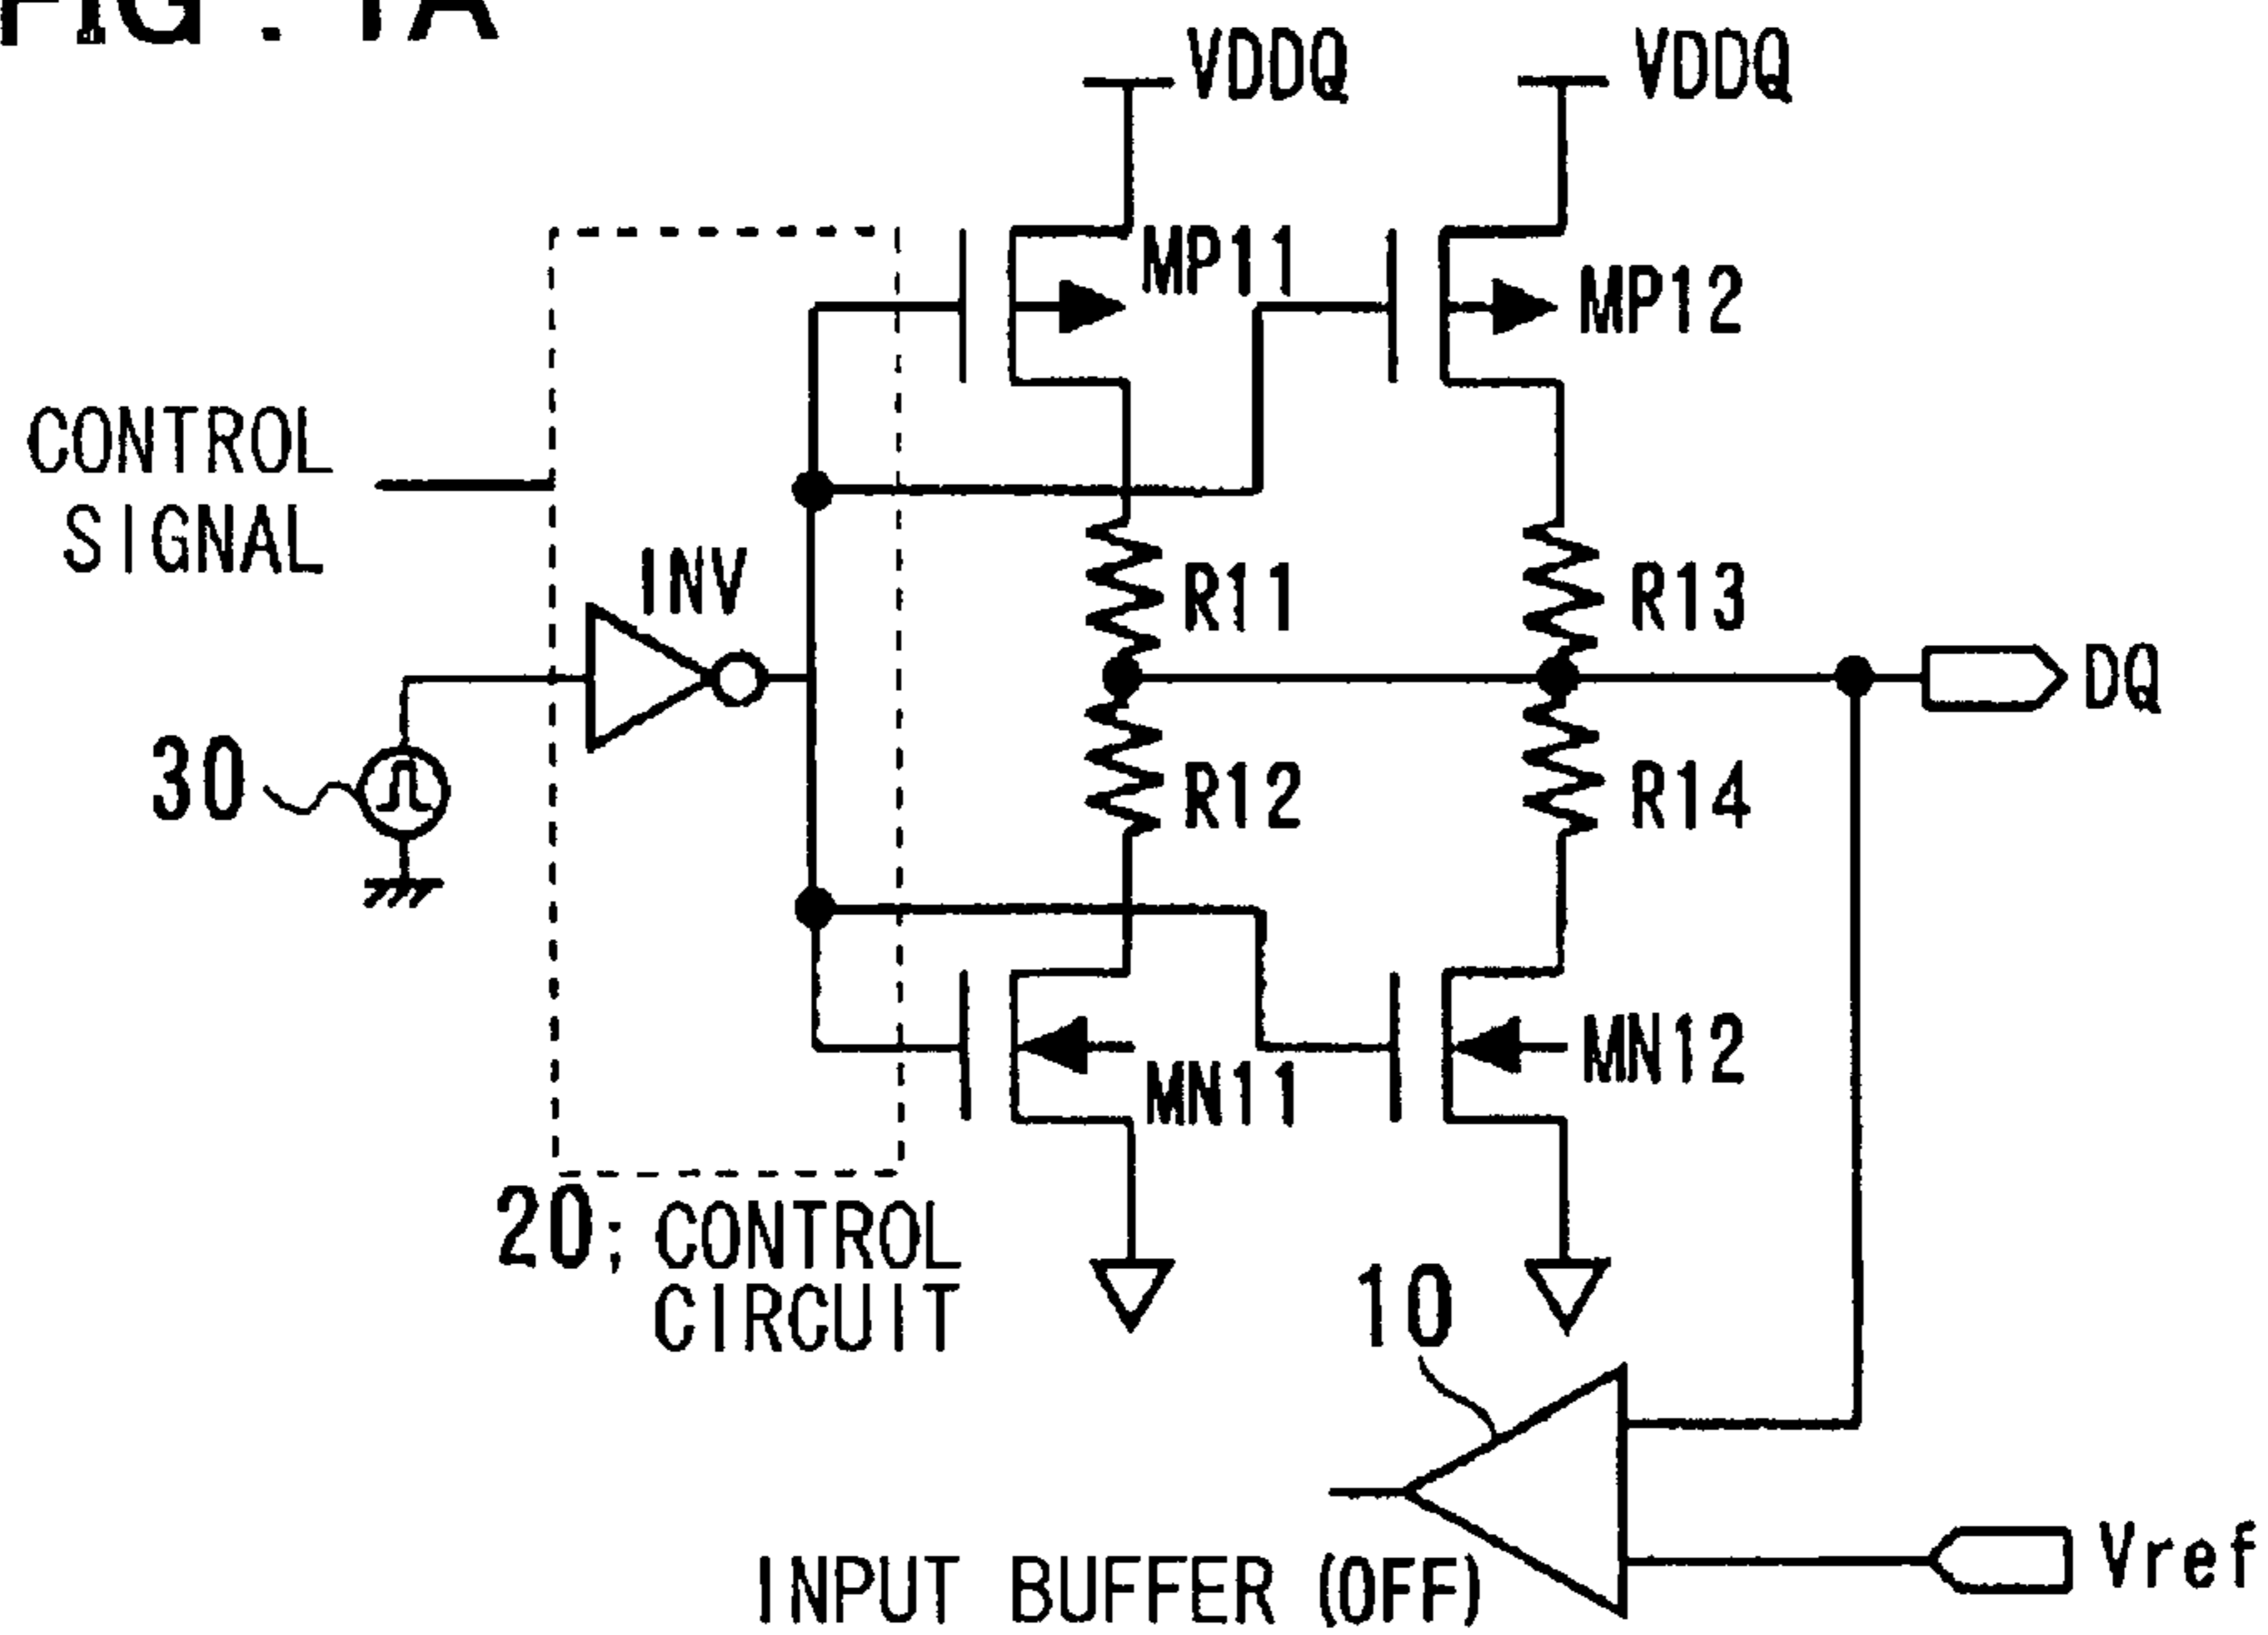 FIG. 1A
VDDQ
VDDQ
MP11
MP12
CONTROL
SIGNAL
INV
R11
R13
DQ
30
R12
R14
MN11
MN12
20; CONTROL
CIRCUIT
10
INPUT BUFFER (OFF)
Vref